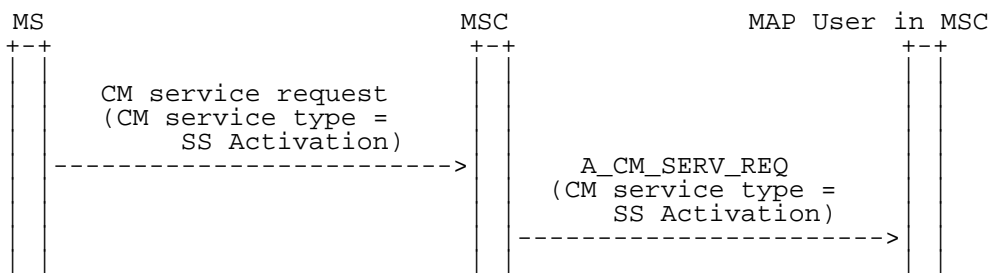 MS MSC MAP User in MSC
CM service request
(CM service type =
SS Activation)
A_CM_SERV_REQ
(CM service type =
SS Activation)